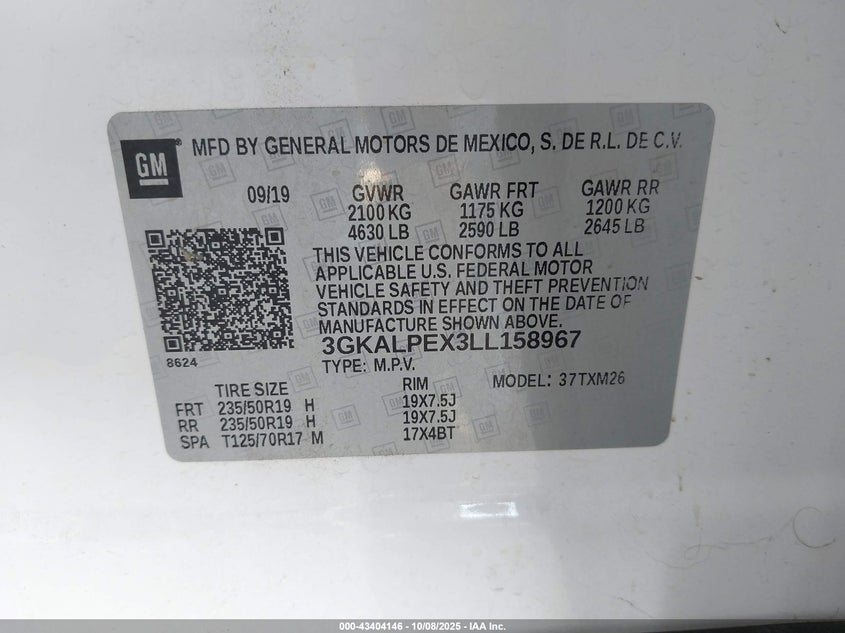 GM
MFD BY GENERAL MOTORS DE MEXICO, S. DE R.L. DE C.V.
09/19 GVWR GAWR FRT GAWR RR
2100 KG 1175 KG 1200 KG
4630 LB 2590 LB 2645 LB
THIS VEHICLE CONFORMS TO ALL
APPLICABLE U.S. FEDERAL MOTOR
VEHICLE SAFETY AND THEFT PREVENTION
STANDARDS IN EFFECT ON THE DATE OF
MANUFACTURE SHOWN ABOVE.
3GKALPEX3LL158967
8624
TYPE: M.P.V.
TIRE SIZE RIM MODEL: 37TXM26
FRT 235/50R19 H 19X7.5J
RR 235/50R19 H 19X7.5J
SPA T125/70R17 M 17X4BT
000-43404146 - 10/08/2025 - IAA Inc.